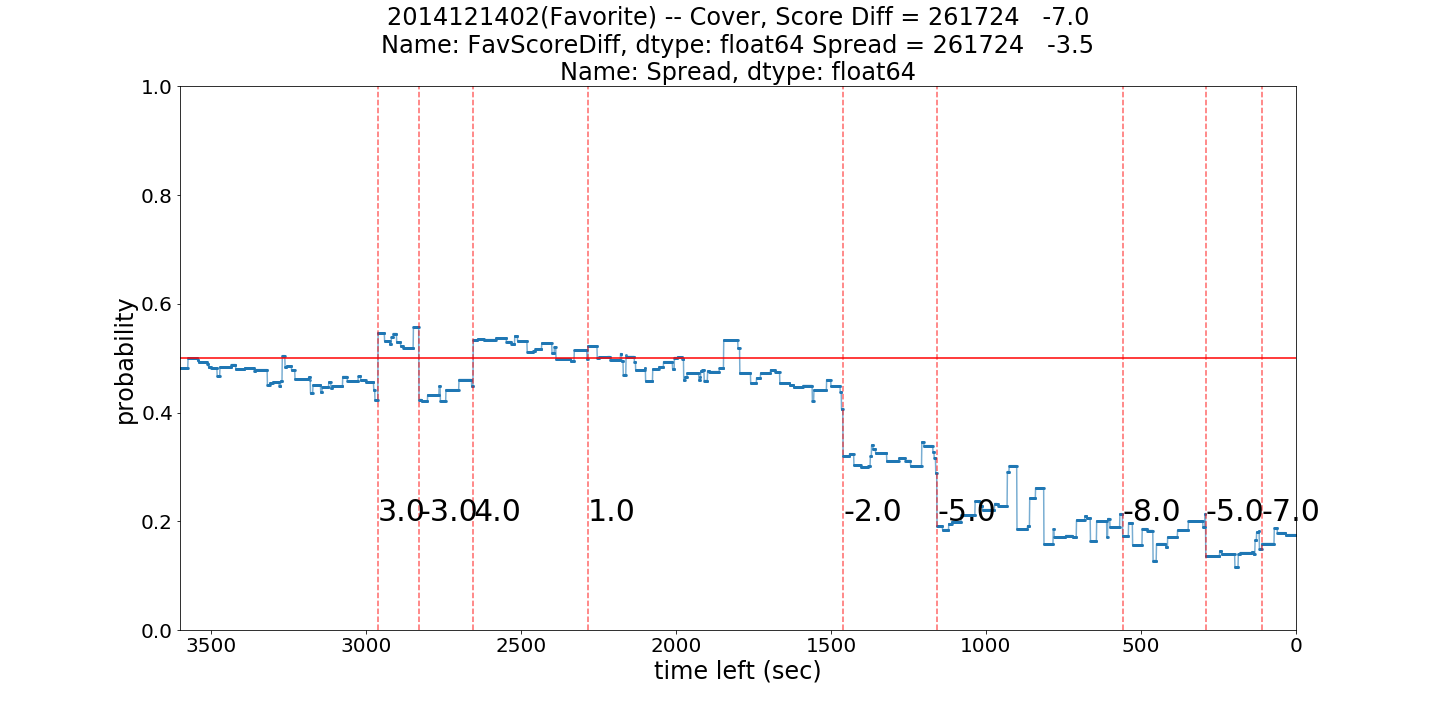 2014121402(Favorite) -- Cover, Score Diff = 261724   -7.0
Name: FavScoreDiff, dtype: float64 Spread = 261724   -3.5
Name: Spread, dtype: float64
1.0
0.8
0.6
0.4
0.2
0.0
probability
3.0
-3.0
4.0
1.0
-2.0
-5.0
-8.0
-5.0
-7.0
3500 3000 2500 2000 1500 1000 500 0
time left (sec)